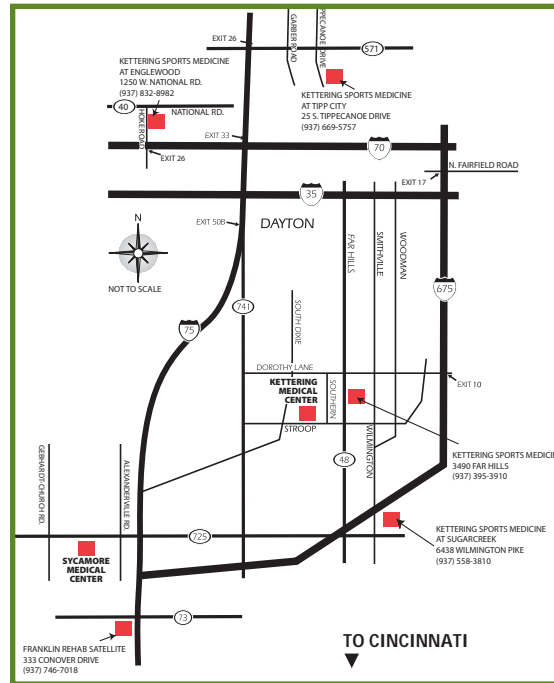 EXIT 26
GARBER ROAD
PPECANOE DRIVE
571
KETTERING SPORTS MEDICINE
AT ENGLEWOOD
1250 W. NATIONAL RD.
(937) 832-8982
KETTERING SPORTS MEDICINE
AT TIPP CITY
25 S. TIPPECANOE DRIVE
(937) 669-5757
40
NATIONAL RD.
HOKE ROAD
EXIT 33
EXIT 26
70
N. FAIRFIELD ROAD
EXIT 17
35
EXIT 50B
DAYTON
N
NOT TO SCALE
FAR HILLS
SMITHVILLE
WOODMAN
675
741
SOUTH DIXIE
75
DOROTHY LANE
EXIT 10
KETTERING
MEDICAL
CENTER
SOUTHERN
STROOP
WILMINGTON
48
KETTERING SPORTS MEDICIN
3490 FAR HILLS
(937) 395-3910
GEBHARDT-CHURCH RD.
ALEXANDERVILLE RD.
725
KETTERING SPORTS MEDICINE
AT SUGARCREEK
6438 WILMINGTON PIKE
(937) 558-3810
SYCAMORE
MEDICAL
CENTER
73
FRANKLIN REHAB SATELLITE
333 CONOVER DRIVE
(937) 746-7018
TO CINCINNATI